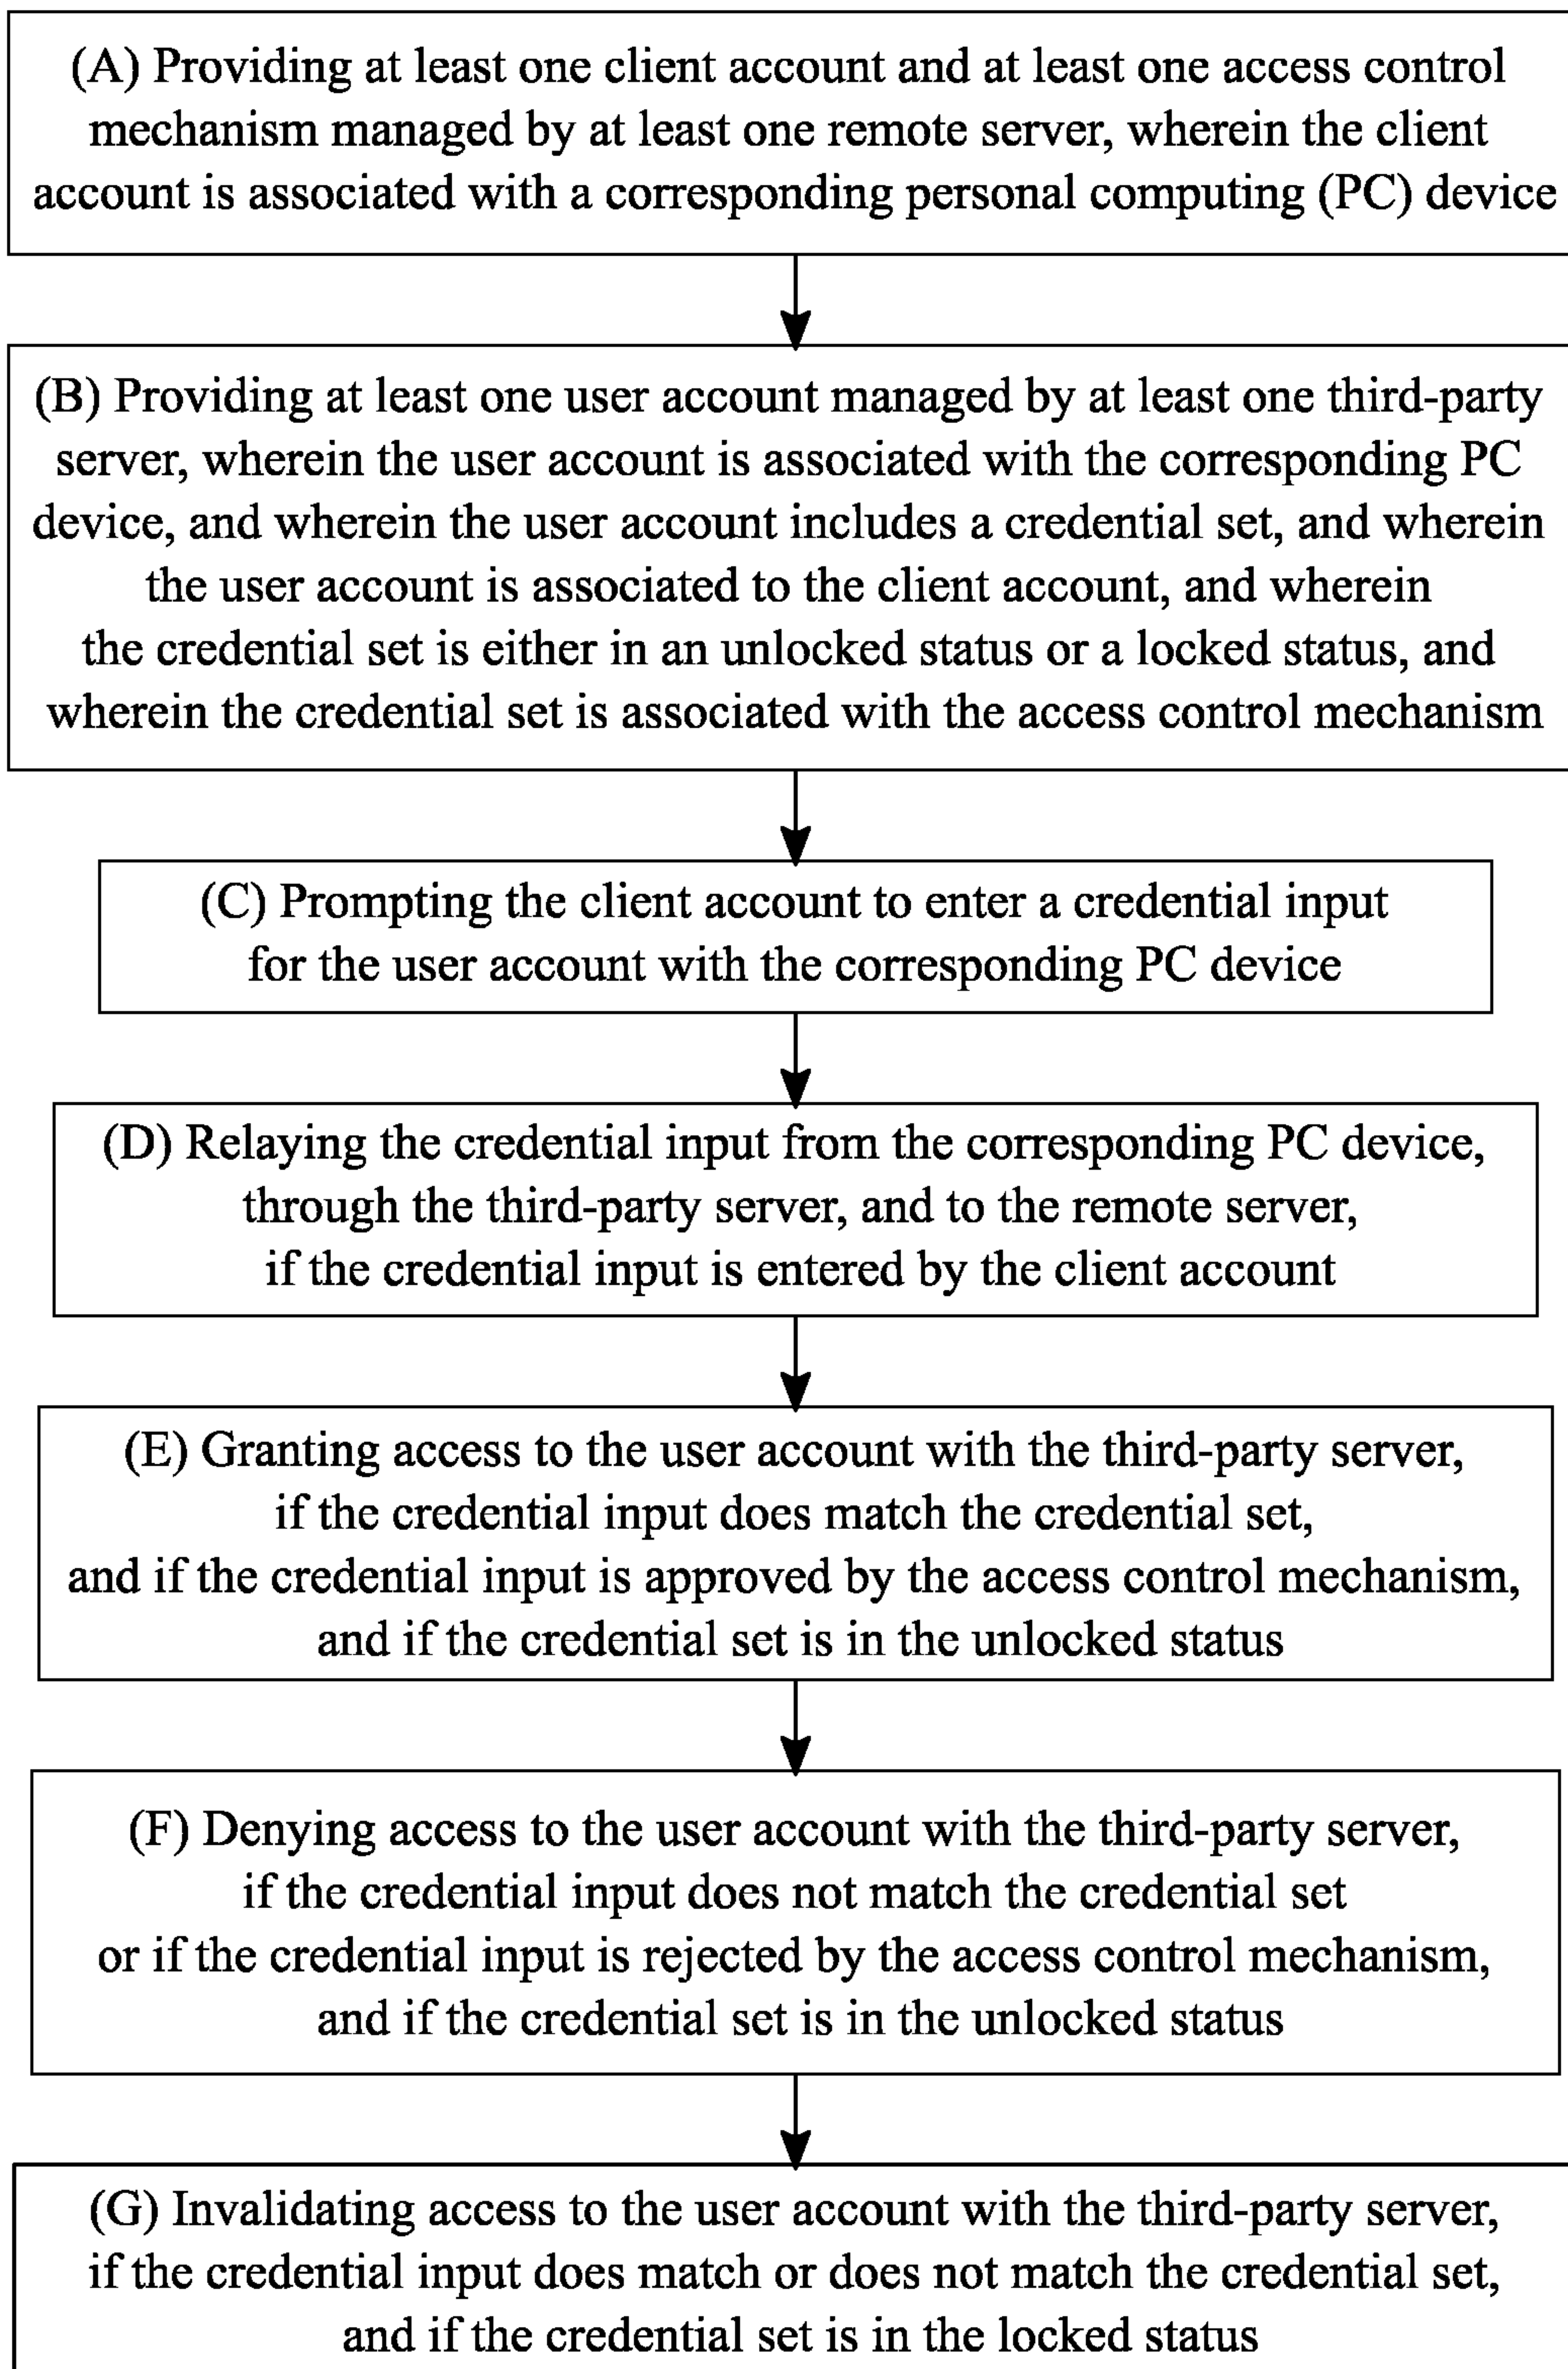 (A) Providing at least one client account and at least one access control
mechanism managed by at least one remote server, wherein the client
account is associated with a corresponding personal computing (PC) device
(B) Providing at least one user account managed by at least one third-party
server, wherein the user account is associated with the corresponding PC
device, and wherein the user account includes a credential set, and wherein
the user account is associated to the client account, and wherein
the credential set is either in an unlocked status or a locked status, and
wherein the credential set is associated with the access control mechanism
(C) Prompting the client account to enter a credential input
for the user account with the corresponding PC device
(D) Relaying the credential input from the corresponding PC device,
through the third-party server, and to the remote server,
if the credential input is entered by the client account
(E) Granting access to the user account with the third-party server,
if the credential input does match the credential set,
and if the credential input is approved by the access control mechanism,
and if the credential set is in the unlocked status
(F) Denying access to the user account with the third-party server,
if the credential input does not match the credential set
or if the credential input is rejected by the access control mechanism,
and if the credential set is in the unlocked status
(G) Invalidating access to the user account with the third-party server,
if the credential input does match or does not match the credential set,
and if the credential set is in the locked status